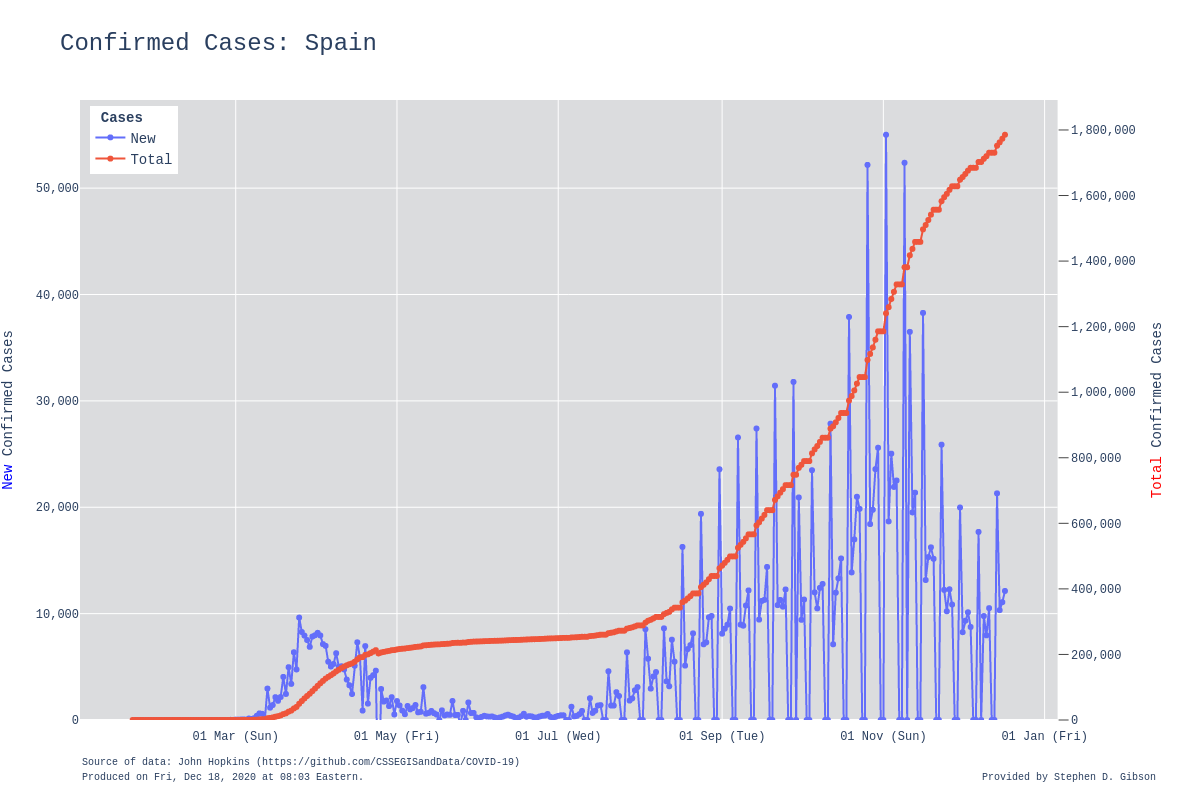 Confirmed Cases: Spain
Cases
New
Total
50,000
40,000
30,000
20,000
10,000
0
New Confirmed Cases
1,800,000
1,600,000
1,400,000
1,200,000
1,000,000
800,000
600,000
400,000
200,000
0
Total Confirmed Cases
01 Mar (Sun)
01 May (Fri)
01 Jul (Wed)
01 Sep (Tue)
01 Nov (Sun)
01 Jan (Fri)
Source of data: John Hopkins (https://github.com/CSSEGISandData/COVID-19)
Produced on Fri, Dec 18, 2020 at 08:03 Eastern.
Provided by Stephen D. Gibson